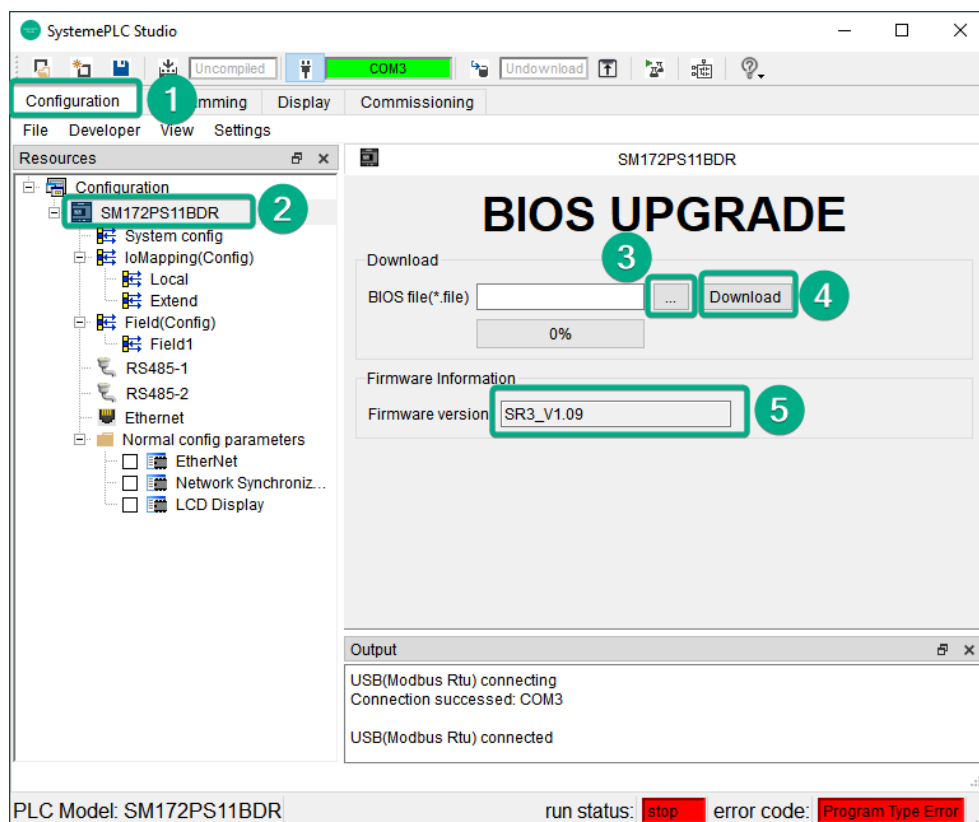 SystemePLC Studio
Uncompiled COM3 Undownload
Configuration 1 mming Display Commissioning
File Developer View Settings
Resources
SM172PS11BDR
Configuration
SM172PS11BDR 2
System config
IoMapping(Config)
Local
Extend
Field(Config)
Field1
RS485-1
RS485-2
Ethernet
Normal config parameters
EtherNet
Network Synchroniz...
LCD Display
BIOS UPGRADE
Download 3
BIOS file(*.file) ... Download 4
0%
Firmware Information
Firmware version SR3_V1.09 5
Output
USB(Modbus Rtu) connecting
Connection successed: COM3
USB(Modbus Rtu) connected
PLC Model: SM172PS11BDR run status: stop error code: Program Type Error